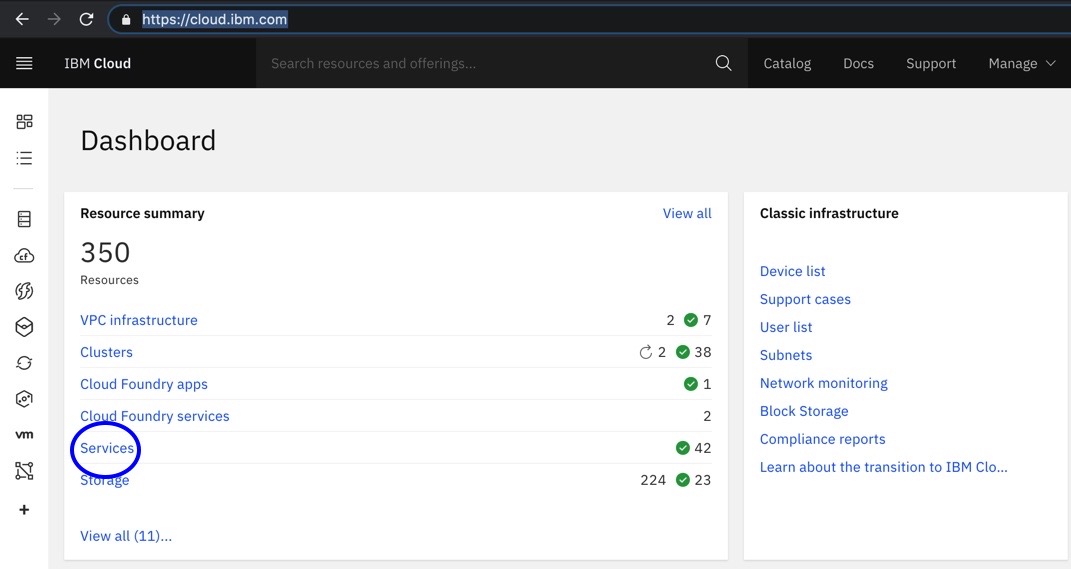 https://cloud.ibm.com
IBM Cloud
Search resources and offerings...
Catalog
Docs
Support
Manage
Dashboard
Resource summary
View all
350
Resources
VPC infrastructure 2 7
Clusters 2 38
Cloud Foundry apps 1
Cloud Foundry services 2
Services 42
Storage 224 23
View all (11)...
Classic infrastructure
Device list
Support cases
User list
Subnets
Network monitoring
Block Storage
Compliance reports
Learn about the transition to IBM Clo...
cf
vm